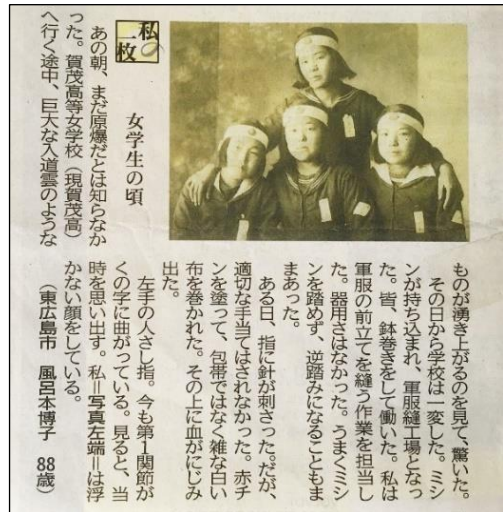 私の
一枚
女学生の頃
あの朝、まだ原爆だとは知らなか
った。賀茂高等女学校(現賀茂高)
へ行く途中、巨大な入道雲のような
ものが湧き上がるのを見て、驚いた。
その日から学校は一変した。ミシ
ンが持ち込まれ、軍服縫工場となっ
た。皆、鉢巻きをして働いた。私は
軍服の前立てを縫う作業を担当し
た。器用さはなかった。うまくミシ
ンを踏めず、逆踏みになることもま
まあった。
ある日、指に針が刺さった。だが、
適切な手当てはされなかった。赤チ
ンを塗って、包帯ではなく雑な白い
布を巻かれた。その上に血がにじみ
出た。
左手の人さし指。今も第1関節が
くの字に曲がっている。見ると、当
時を思い出す。私=写真左端=は浮
かない顔をしている。
(東広島市 風呂本博子 88歳)